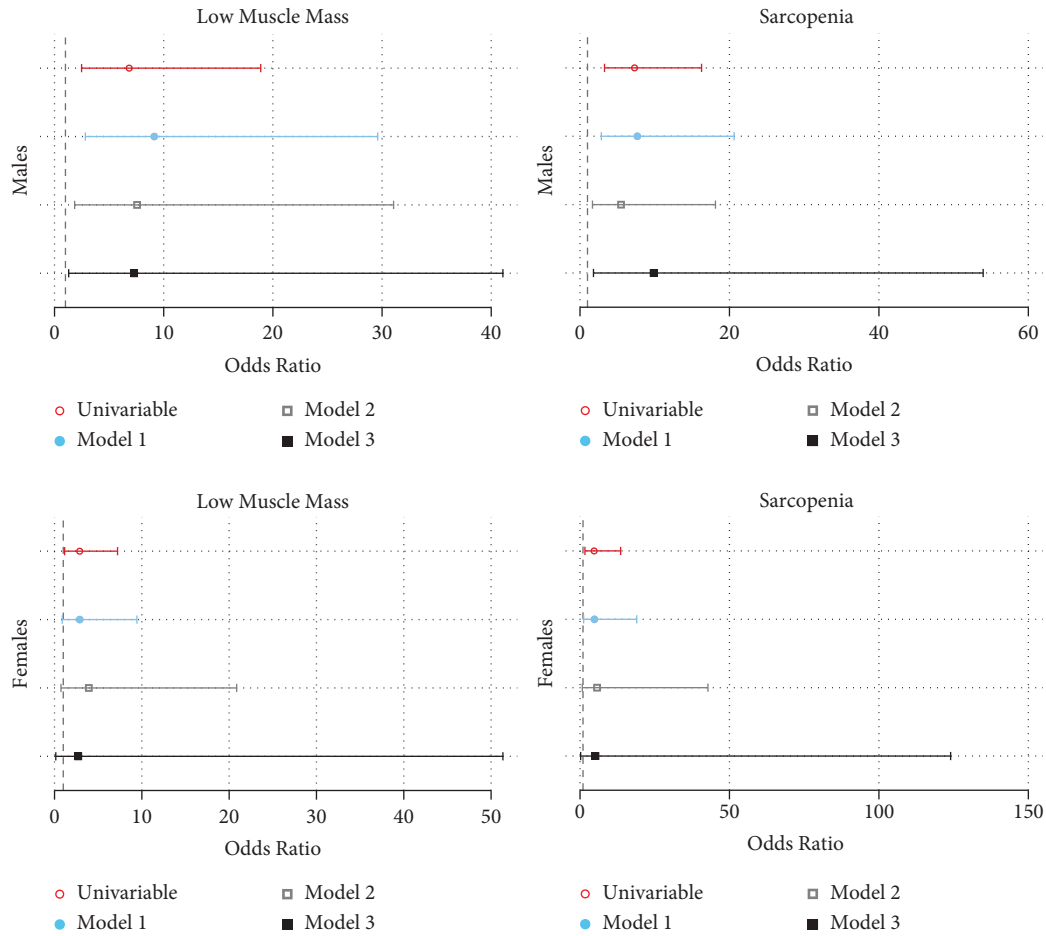 Low Muscle Mass
Males
0 10 20 30 40
Odds Ratio
Univariable Model 2
Model 1 Model 3
Sarcopenia
Males
0 20 40 60
Odds Ratio
Univariable Model 2
Model 1 Model 3
Low Muscle Mass
Females
0 10 20 30 40 50
Odds Ratio
Univariable Model 2
Model 1 Model 3
Sarcopenia
Females
0 50 100 150
Odds Ratio
Univariable Model 2
Model 1 Model 3